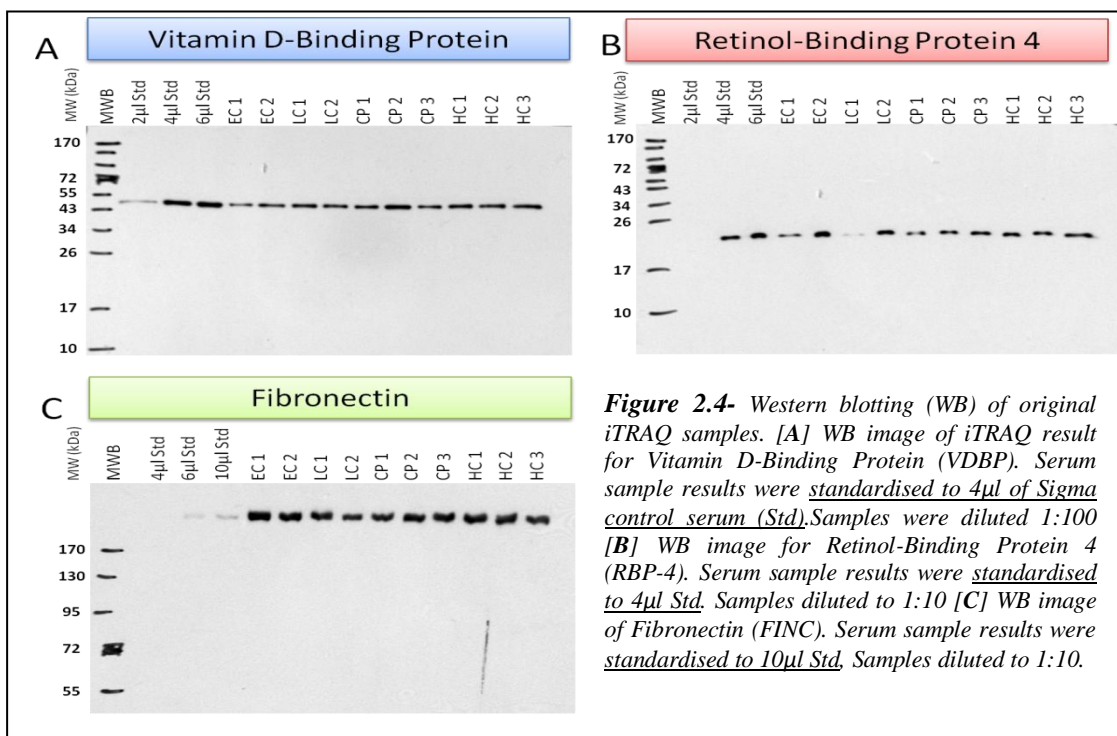 A
Vitamin D-Binding Protein
MW (kDa)
MWB
2µl Std
4µl Std
6µl Std
EC 1
EC 2
LC 1
LC 2
CP 1
CP 2
CP 3
HC 1
HC 2
HC 3
170
72
55
43
34
26
17
10
B
Retinol-Binding Protein 4
MW (kDa)
MWB
2µl Std
4µl Std
6µl Std
EC 1
EC 2
LC 1
LC 2
CP 1
CP 2
CP 3
HC 1
HC 2
HC 3
170
72
43
34
26
17
10
C
Fibronectin
MW (kDa)
MWB
4µl Std
6µl Std
10µl Std
EC 1
EC 2
LC 1
LC 2
CP 1
CP 2
CP 3
HC 1
HC 2
HC 3
170
130
95
72
55
Figure 2.4- Western blotting (WB) of original
iTRAQ samples. [A] WB image of iTRAQ result
for Vitamin D-Binding Protein (VDBP). Serum
sample results were standardised to 4µl of Sigma
control serum (Std).Samples were diluted 1:100
[B] WB image for Retinol-Binding Protein 4
(RBP-4). Serum sample results were standardised
to 4µl Std. Samples diluted to 1:10 [C] WB image
of Fibronectin (FINC). Serum sample results were
standardised to 10µl Std, Samples diluted to 1:10.